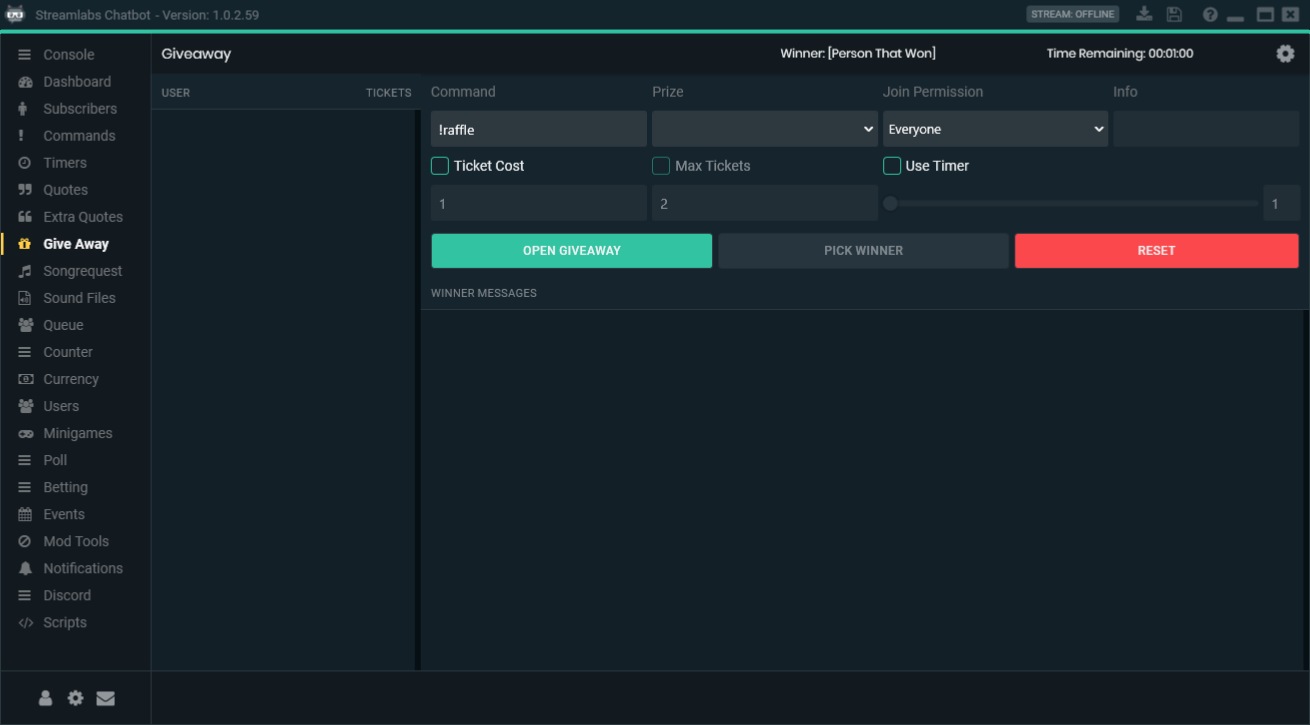 Streamlabs Chatbot - Version: 1.0.2.59
STREAM: OFFLINE
Console
Dashboard
Subscribers
Commands
Timers
Quotes
Extra Quotes
Give Away
Songrequest
Sound Files
Queue
Counter
Currency
Users
Minigames
Poll
Betting
Events
Mod Tools
Notifications
Discord
Scripts
Giveaway
Winner: [Person That Won]
Time Remaining: 00:01:00
USER TICKETS
Command Prize Join Permission Info
!raffle Everyone
Ticket Cost Max Tickets Use Timer
1 2 1
OPEN GIVEAWAY PICK WINNER RESET
WINNER MESSAGES